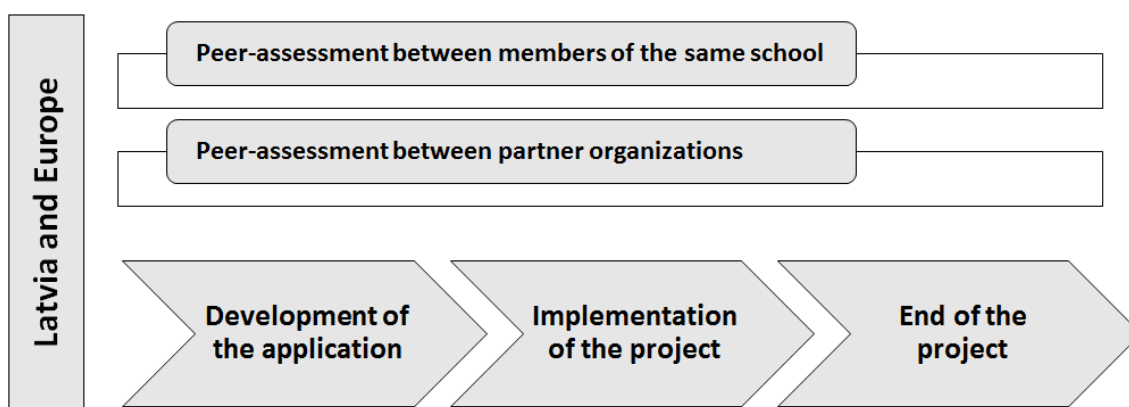 Latvia and Europe
Peer-assessment between members of the same school
Peer-assessment between partner organizations
Development of
the application
Implementation
of the project
End of the
project